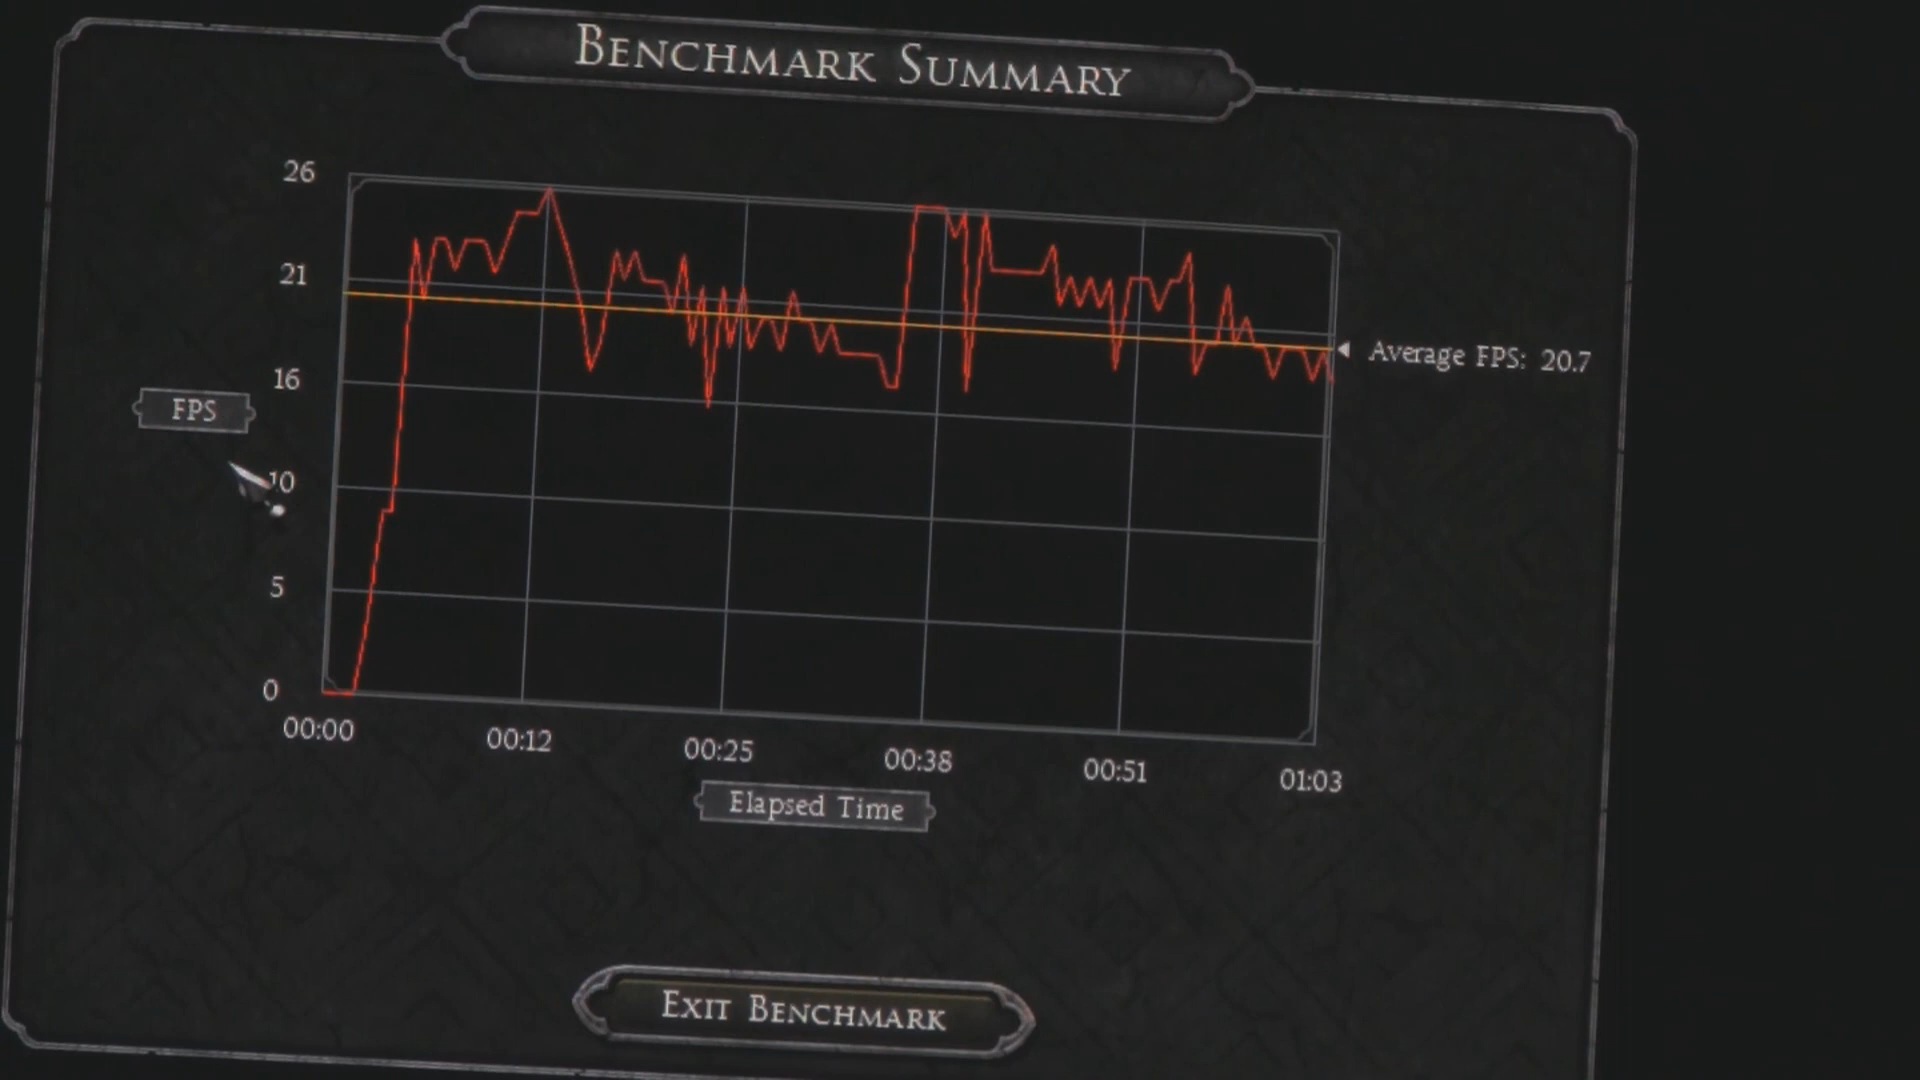 Benchmark Summary
26
21
16
FPS
10
5
0
00:00 00:12 00:25 00:38 00:51 01:03
Elapsed Time
Average FPS: 20.7
Exit Benchmark